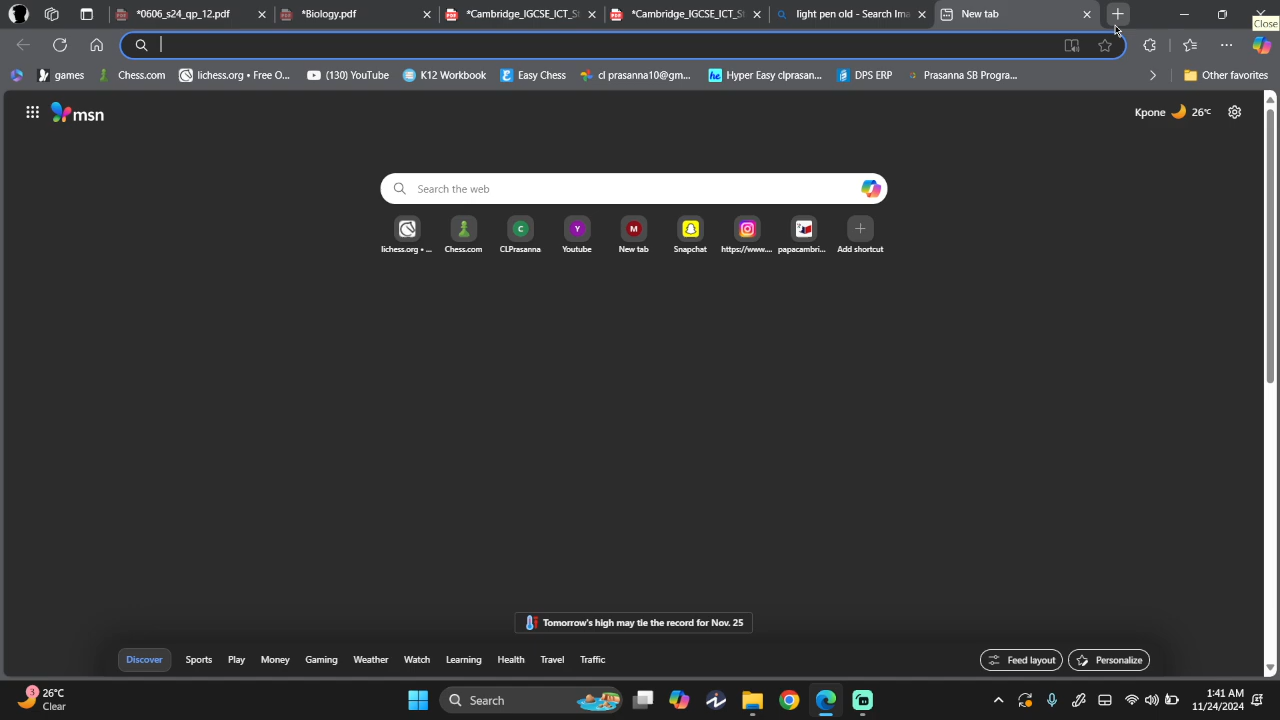 *0606_s24_qp_12.pdf *Biology.pdf *Cambridge_IGCSE_ICT_St *Cambridge_IGCSE_ICT_St light pen old - Search Ima New tab
Close
games Chess.com lichess.org • Free O... (130) YouTube K12 Workbook Easy Chess cl prasanna10@gm... Hyper Easy clprasan... DPS ERP Prasanna SB Progra... Other favorites
msn Kpone 26°C
Search the web
lichess.org • ... Chess.com CLPrasanna Youtube New tab Snapchat https://www.... papacambri... Add shortcut
Tomorrow's high may tie the record for Nov. 25
Discover Sports Play Money Gaming Weather Watch Learning Health Travel Traffic Feed layout Personalize
3 26°C
Clear
Search
1:41 AM
11/24/2024